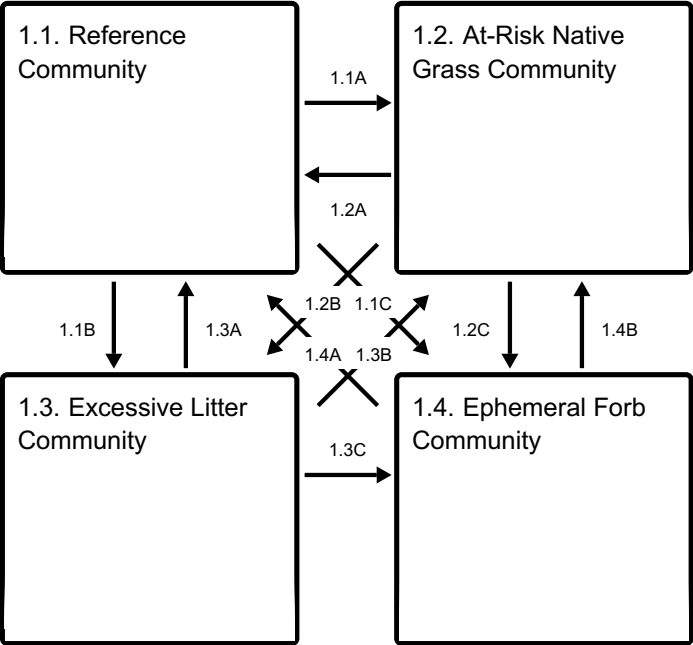 1.1. Reference
Community
1.2. At-Risk Native
Grass Community
1.1A
1.2A
1.1B
1.3A
1.2B
1.1C
1.2C
1.4B
1.4A
1.3B
1.3. Excessive Litter
Community
1.4. Ephemeral Forb
Community
1.3C